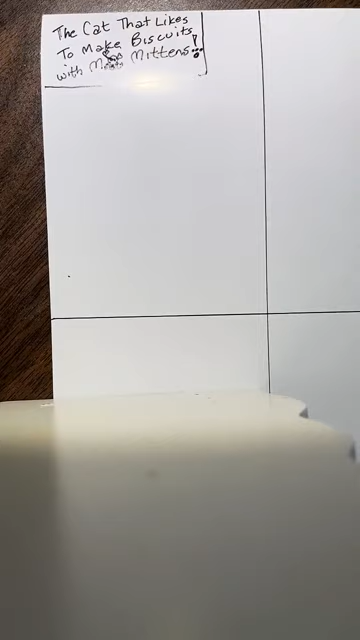 The Cat That Likes
To Make Biscuits
with Mittens!